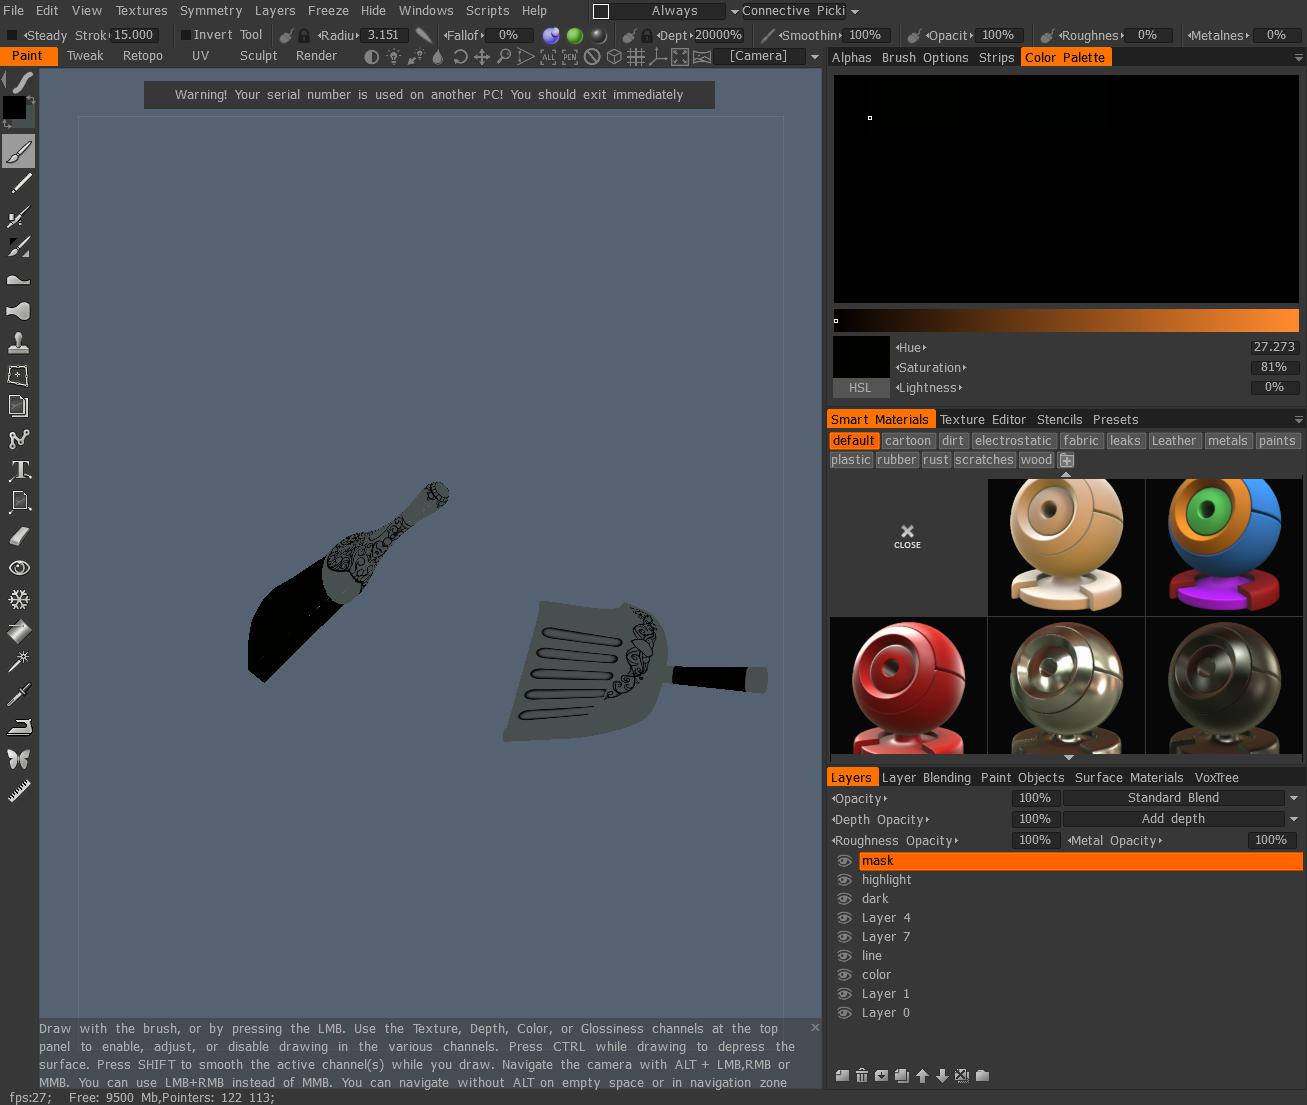 File Edit View Textures Symmetry Layers Freeze Hide Windows Scripts Help Always Connective Picki
Steady Strok 15.000 Invert Tool Radiu 3.151 Fallof 0% Dept 20000% Smoothin 100% Opacit 100% Roughnes 0% Metalnes 0%
Paint Tweak Retopo UV Sculpt Render ALL PEN [Camera]
Alphas Brush Options Strips Color Palette
Warning! Your serial number is used on another PC! You should exit immediately
Hue 27.273
Saturation 81%
HSL Lightness 0%
Smart Materials Texture Editor Stencils Presets
default cartoon dirt electrostatic fabric leaks Leather metals paints
plastic rubber rust scratches wood
CLOSE
Layers Layer Blending Paint Objects Surface Materials VoxTree
Opacity 100% Standard Blend
Depth Opacity 100% Add depth
Roughness Opacity 100% Metal Opacity 100%
mask
highlight
dark
Layer 4
Layer 7
line
color
Layer 1
Layer 0
Draw with the brush, or by pressing the LMB. Use the Texture, Depth, Color, or Glossiness channels at the top
panel to enable, adjust, or disable drawing in the various channels. Press CTRL while drawing to depress the
surface. Press SHIFT to smooth the active channel(s) while you draw. Navigate the camera with ALT + LMB,RMB or
MMB. You can use LMB+RMB instead of MMB. You can navigate without ALT on empty space or in navigation zone
fps:27; Free: 9500 Mb,Pointers: 122 113;